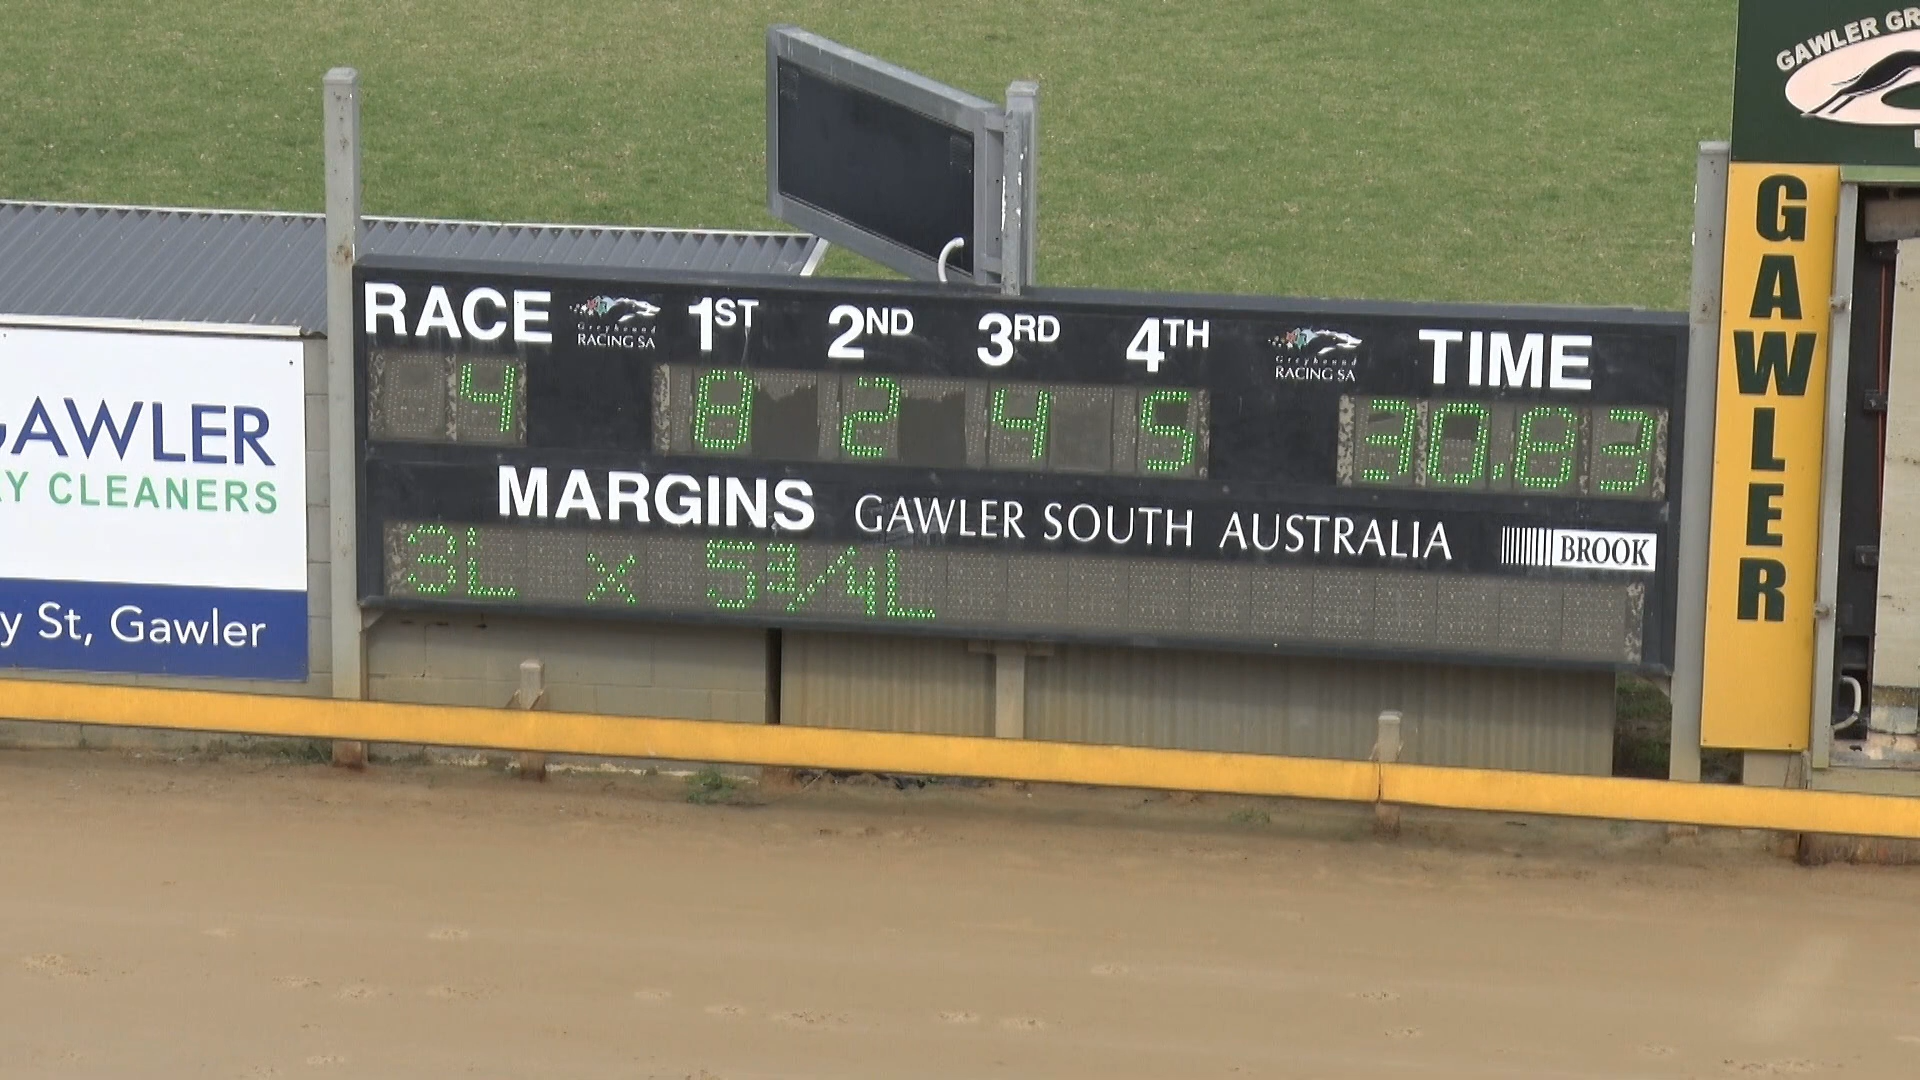 GAWLER GR
GAWLER
RACE 1ST 2ND 3RD 4TH TIME
Greyhound
RACING SA
Greyhound
RACING SA
4 8 2 4 5 30.83
MARGINS GAWLER SOUTH AUSTRALIA BROOK
3L x 5 3/4L
GAWLER
Y CLEANERS
y St, Gawler